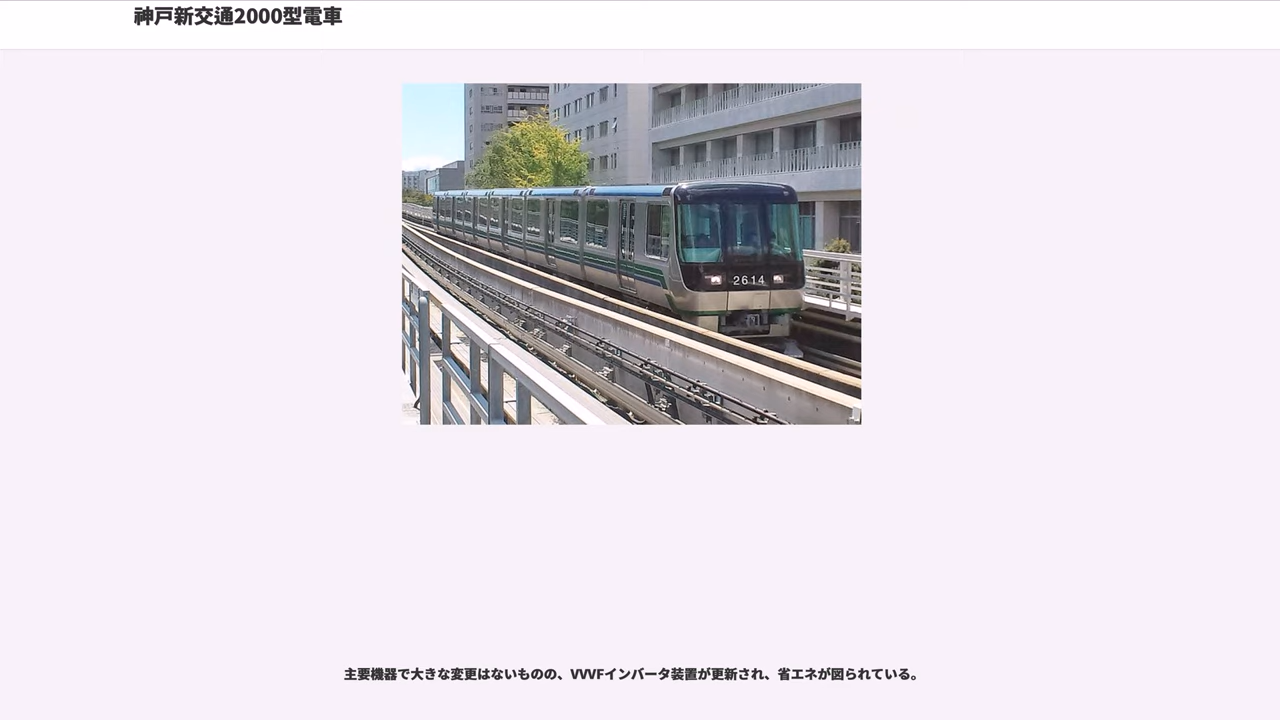 神戸新交通2000型電車
2614
主要機器で大きな変更はないものの、VVVFインバータ装置が更新され、省エネが図られている。